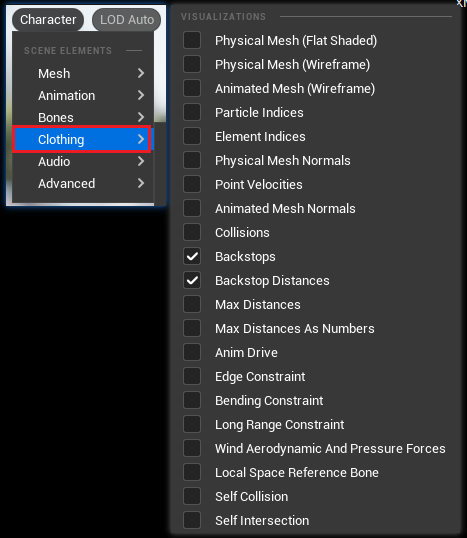 Character
LOD Auto
SCENE ELEMENTS
Mesh
Animation
Bones
Clothing
Audio
Advanced
VISUALIZATIONS
Physical Mesh (Flat Shaded)
Physical Mesh (Wireframe)
Animated Mesh (Wireframe)
Particle Indices
Element Indices
Physical Mesh Normals
Point Velocities
Animated Mesh Normals
Collisions
Backstops
Backstop Distances
Max Distances
Max Distances As Numbers
Anim Drive
Edge Constraint
Bending Constraint
Long Range Constraint
Wind Aerodynamic And Pressure Forces
Local Space Reference Bone
Self Collision
Self Intersection